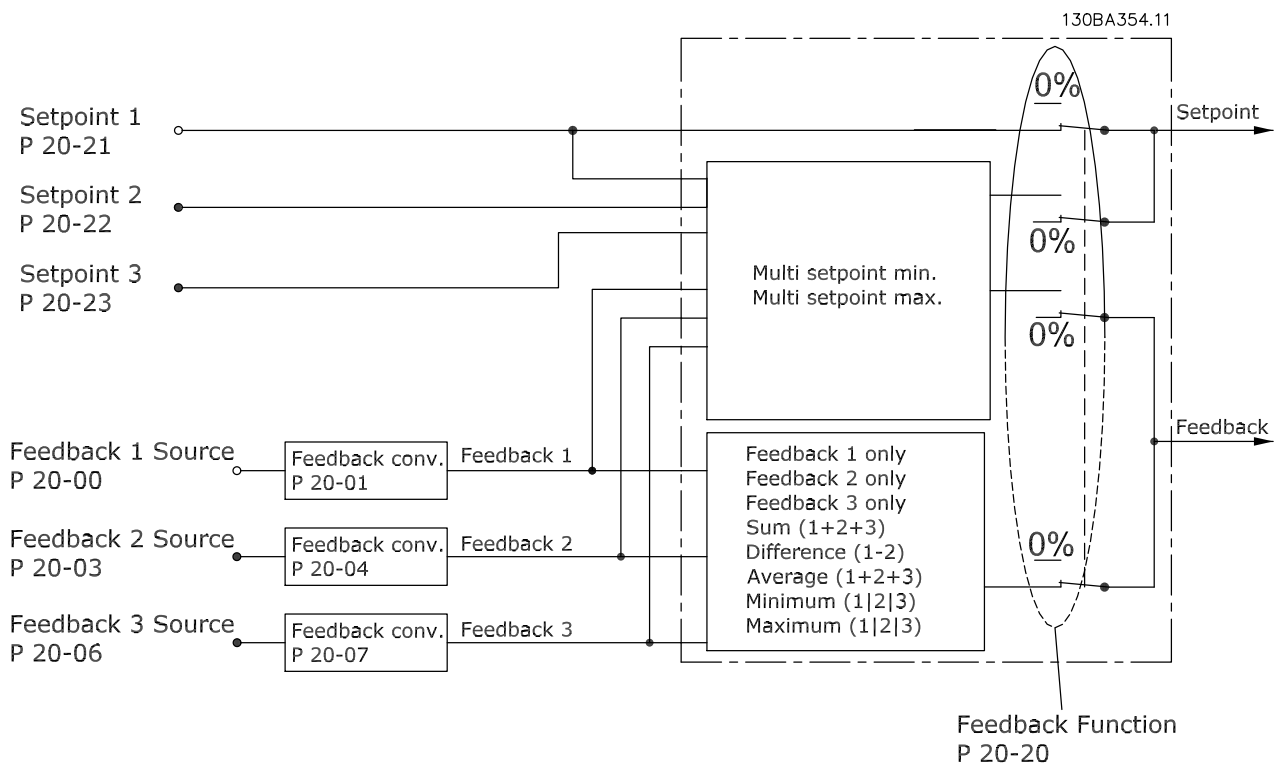 130BA354.11
0%
Setpoint
Setpoint 1
P 20-21
Setpoint 2
P 20-22
0%
Setpoint 3
P 20-23
Multi setpoint min.
Multi setpoint max.
0%
Feedback
Feedback 1 Source
P 20-00
Feedback conv.
P 20-01
Feedback 1
Feedback 2 Source
P 20-03
Feedback conv.
P 20-04
Feedback 2
Feedback 3 Source
P 20-06
Feedback conv.
P 20-07
Feedback 3
Feedback 1 only
Feedback 2 only
Feedback 3 only
Sum (1+2+3)
Difference (1-2)
Average (1+2+3)
Minimum (1|2|3)
Maximum (1|2|3)
0%
Feedback Function
P 20-20